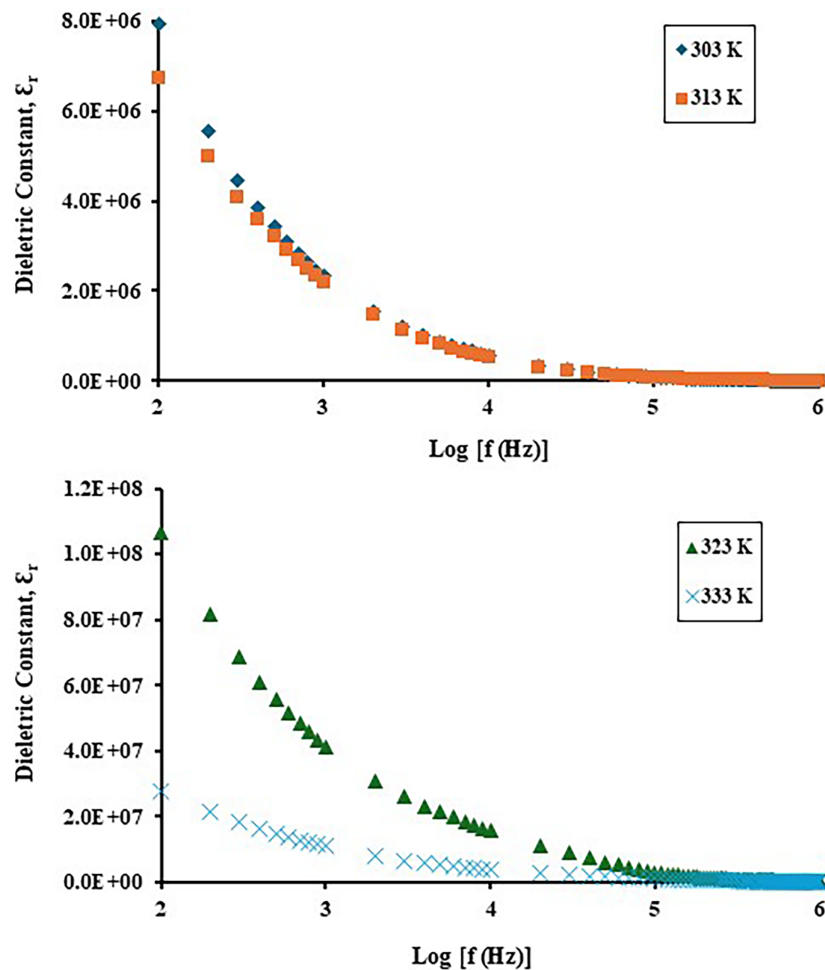 8.0E+06
6.0E+06
4.0E+06
2.0E+06
0.0E+00
Dieletric Constant, Ɛr
303 K
313 K
2 3 4 5 6
Log [f (Hz)]
1.2E+08
1.0E+08
8.0E+07
6.0E+07
4.0E+07
2.0E+07
0.0E+00
Dieletric Constant, Ɛr
323 K
333 K
2 3 4 5 6
Log [f (Hz)]